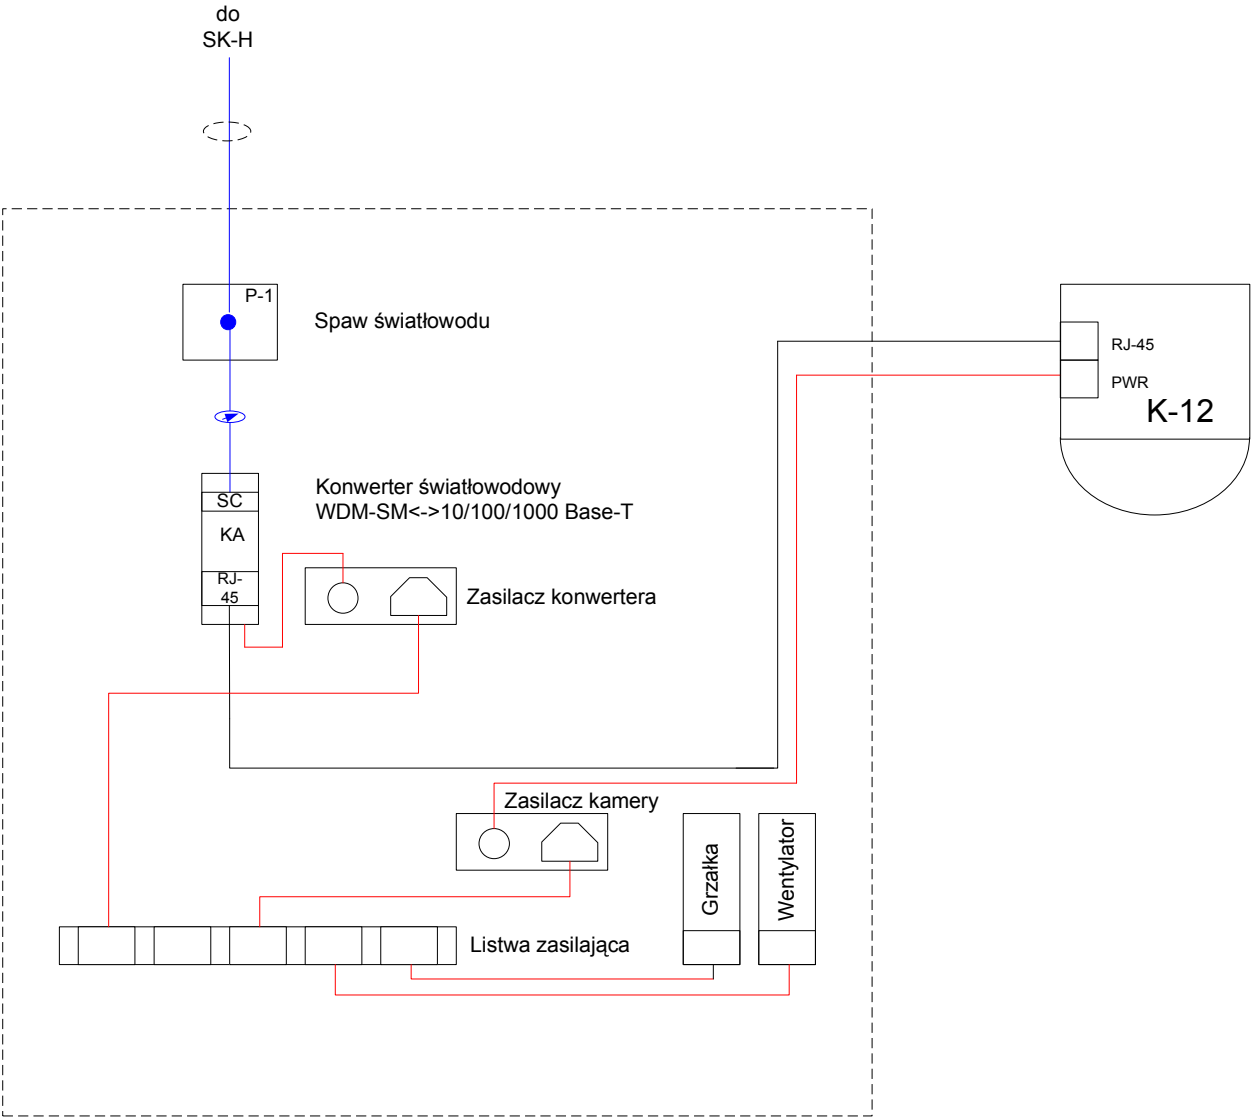 do
SK-H
P-1
Spaw światłowodu
RJ-45
PWR
K-12
SC
KA
RJ-
45
Konwerter światłowodowy
WDM-SM<->10/100/1000 Base-T
Zasilacz konwertera
Zasilacz kamery
Grzałka
Wentylator
Listwa zasilająca